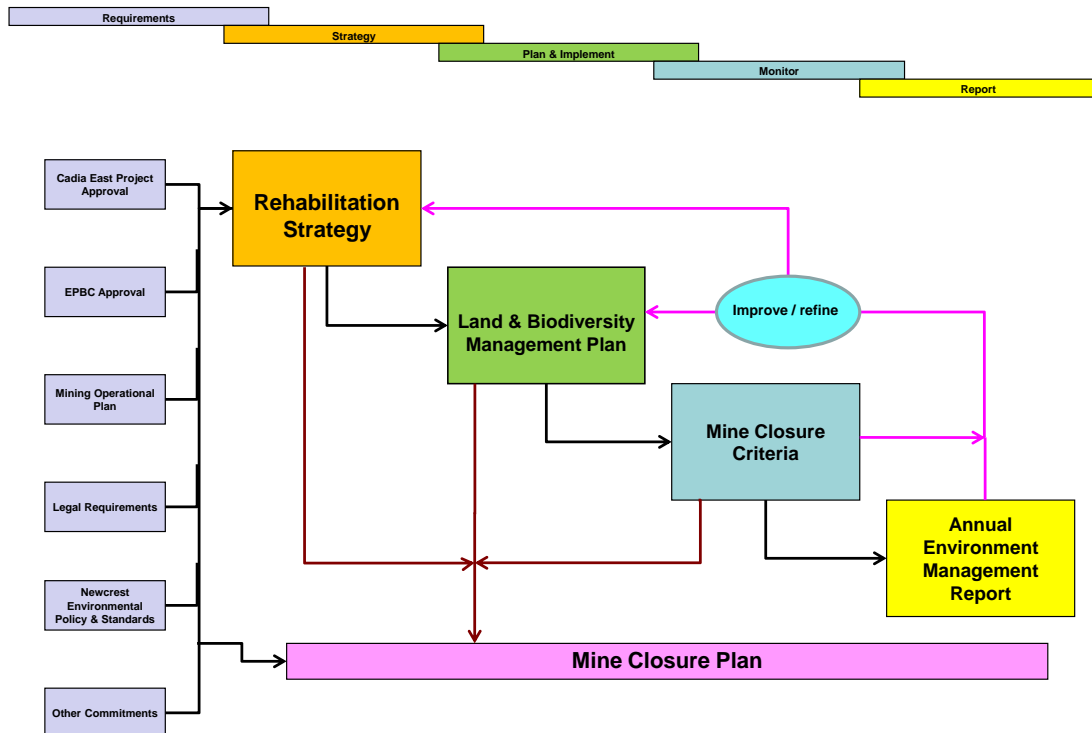 Requirements
Strategy
Plan & Implement
Monitor
Report
Cadia East Project
Approval
EPBC Approval
Mining Operational
Plan
Legal Requirements
Newcrest
Environmental
Policy & Standards
Other Commitments
Rehabilitation
Strategy
Land & Biodiversity
Management Plan
Improve / refine
Mine Closure
Criteria
Annual
Environment
Management
Report
Mine Closure Plan